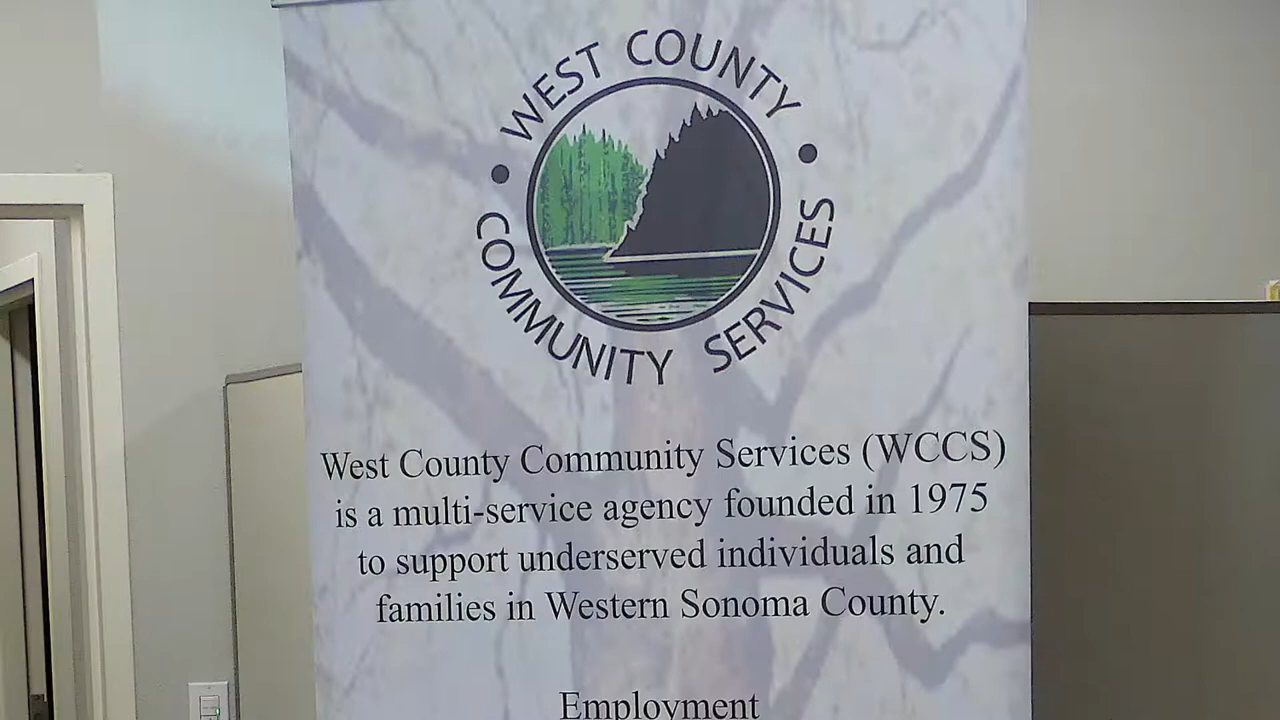 WEST COUNTY
COMMUNITY SERVICES
West County Community Services (WCCS)
is a multi-service agency founded in 1975
to support underserved individuals and
families in Western Sonoma County.
Employment